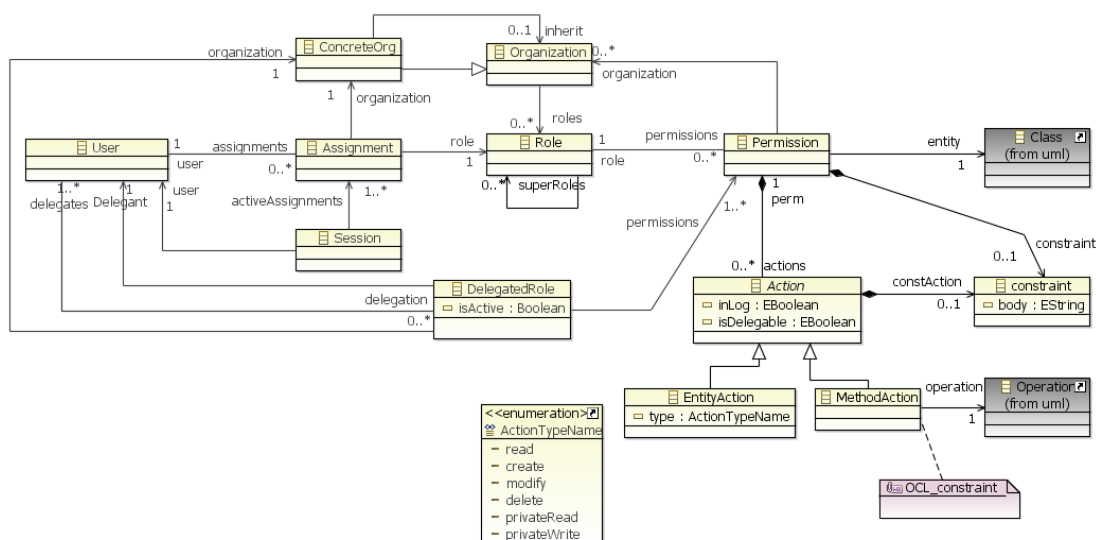 0..1 inherit
organization ConcreteOrg Organization 0..*
1 organization
1 organization
0..* roles
User 1 assignments Assignment role Role 1 permissions Permission entity Class
(from uml)
user 0..* 1 role 0..* 1
1..* 1 user 0..* superRoles 1
delegates Delegant 1 activeAssignments 1..* perm
1..*
permissions
Session
constraint
0..1
0..* actions
delegation DelegatedRole Action constAction constraint
0..* isActive : Boolean inLog : EBoolean 0..1 body : EString
isDelegable : EBoolean
EntityAction MethodAction operation Operation
type : ActionTypeName 1 (from uml)
<<enumeration>>
ActionTypeName
read
create
modify
delete
privateRead
privateWrite
OCL_constraint